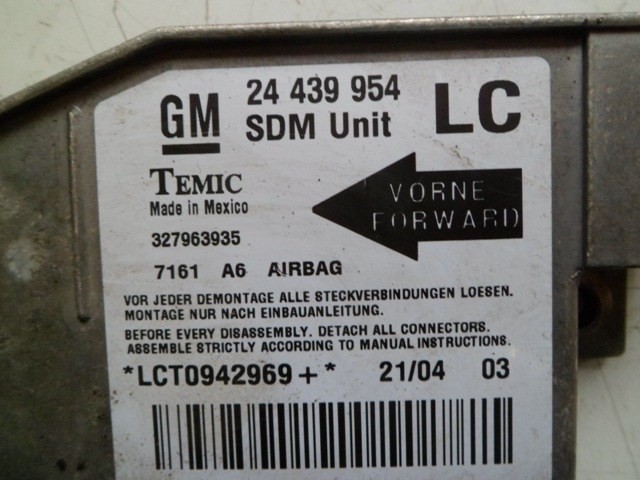 GM 24 439 954 LC
SDM Unit
TEMIC
Made in Mexico
VORNE
FORWARD
327963935
7161 A6 AIRBAG
VOR JEDER DEMONTAGE ALLE STECKVERBINDUNGEN LOESEN.
MONTAGE NUR NACH EINBAUANLEITUNG.
BEFORE EVERY DISASSEMBLY. DETACH ALL CONNECTORS.
ASSEMBLE STRICTLY ACCORDING TO MANUAL INSTRUCTIONS.
*LCT0942969+* 21/04 03